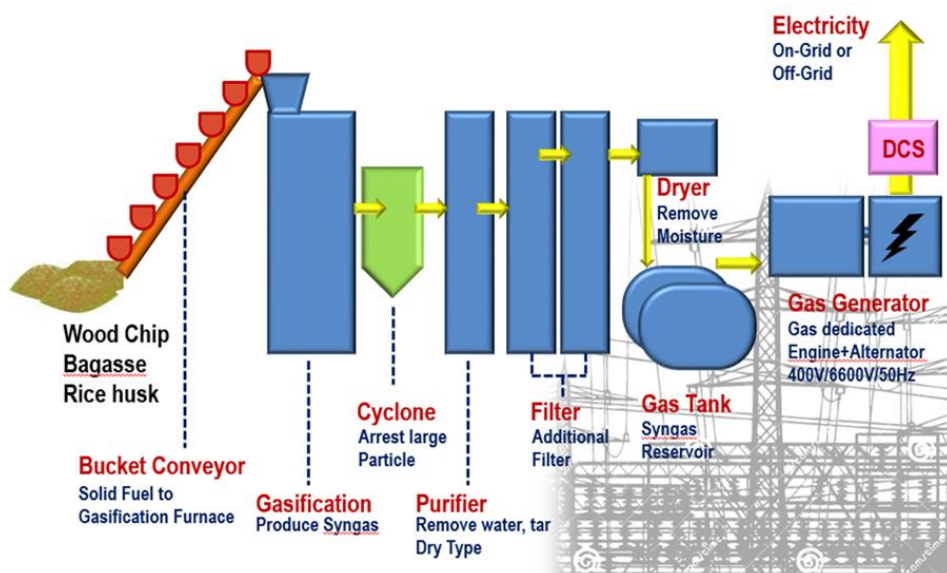 Electricity
On-Grid or
Off-Grid
DCS
Dryer
Remove
Moisture
Wood Chip
Bagasse
Rice husk
Gas Generator
Gas dedicated
Engine+Alternator
400V/6600V/50Hz
Cyclone
Arrest large
Particle
Filter
Additional
Filter
Gas Tank
Syngas
Reservoir
Bucket Conveyor
Solid Fuel to
Gasification Furnace
Gasification
Produce Syngas
Purifier
Remove water, tar
Dry Type